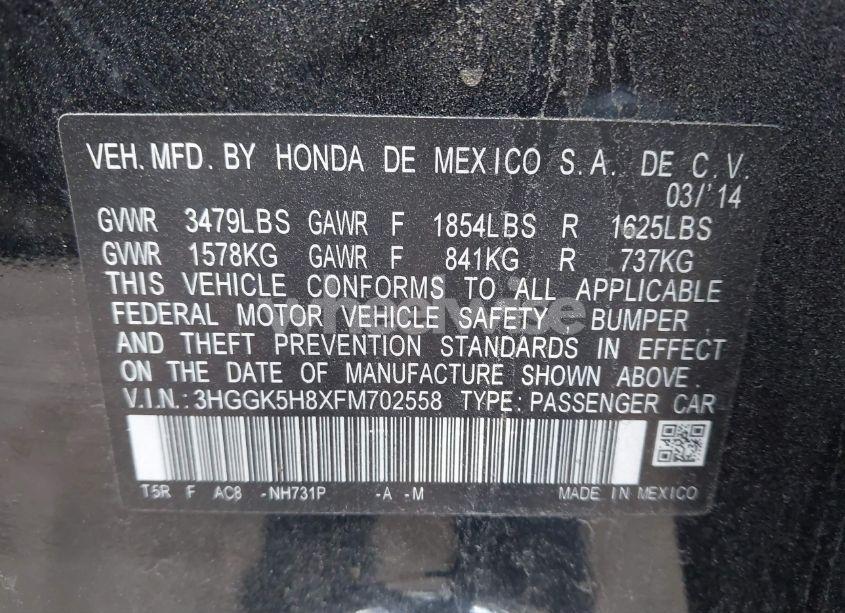 VEH.MFD. BY HONDA DE MEXICO S.A. DE C.V.
03/'14
GVWR 3479LBS GAWR F 1854LBS R 1625LBS
GVWR 1578KG GAWR F 841KG R 737KG
THIS VEHICLE CONFORMS TO ALL APPLICABLE
FEDERAL MOTOR VEHICLE SAFETY, BUMPER,
AND THEFT PREVENTION STANDARDS IN EFFECT
ON THE DATE OF MANUFACTURE SHOWN ABOVE.
V.I.N.: 3HGGK5H8XFM702558 TYPE: PASSENGER CAR
T5R F AC8 -NH731P -A -M MADE IN MEXICO
wheelwise